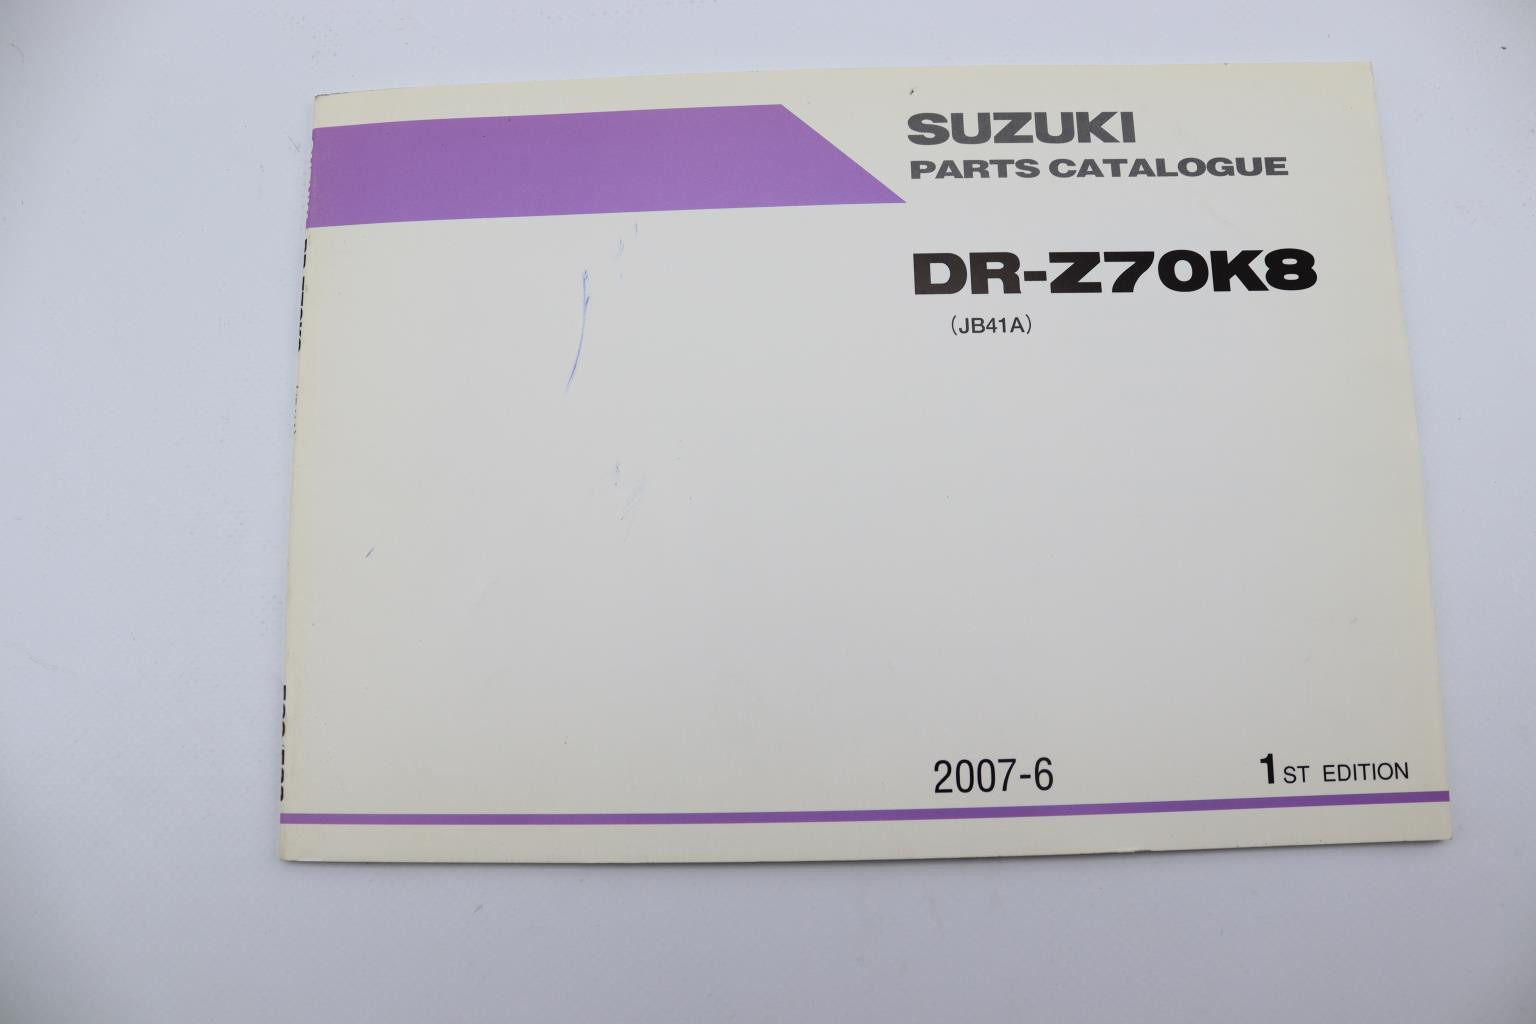 SUZUKI
PARTS CATALOGUE
DR-Z70K8
(JB41A)
2007-6
1ST EDITION